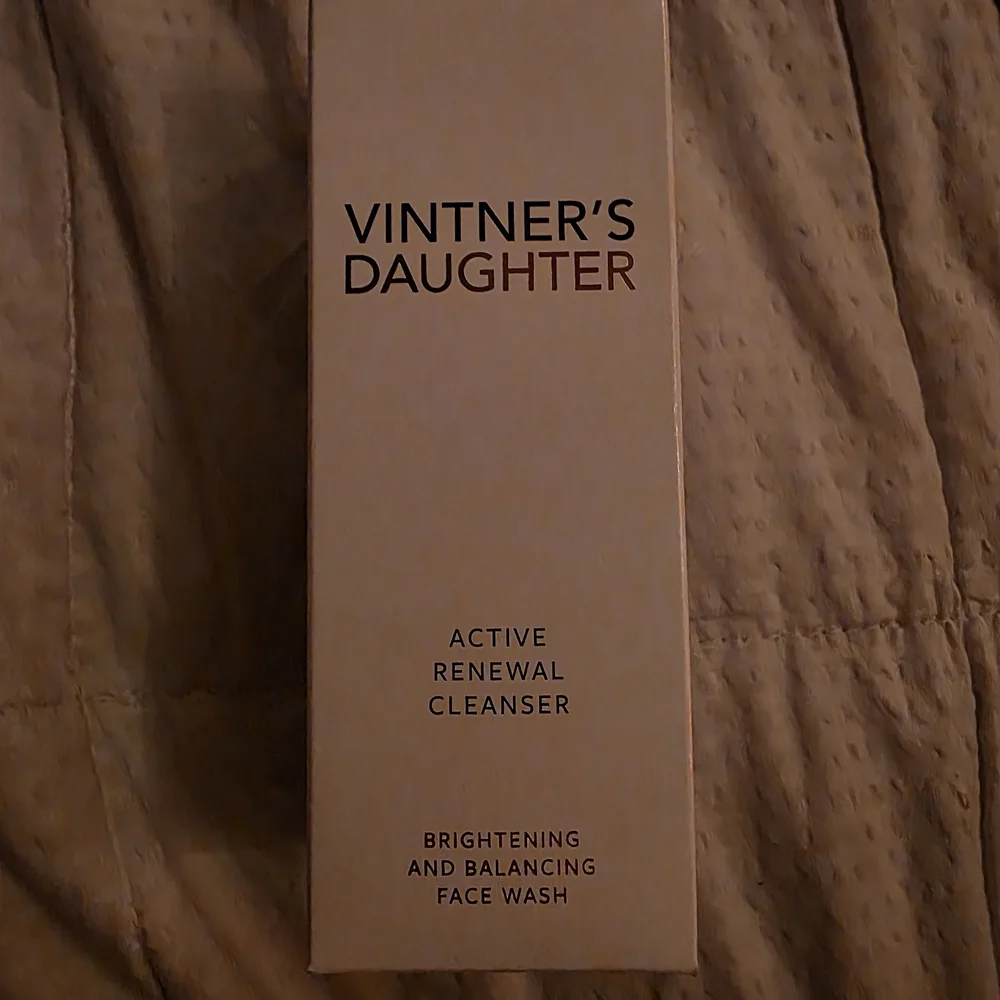 VINTNER'S
DAUGHTER
ACTIVE
RENEWAL
CLEANSER
BRIGHTENING
AND BALANCING
FACE WASH